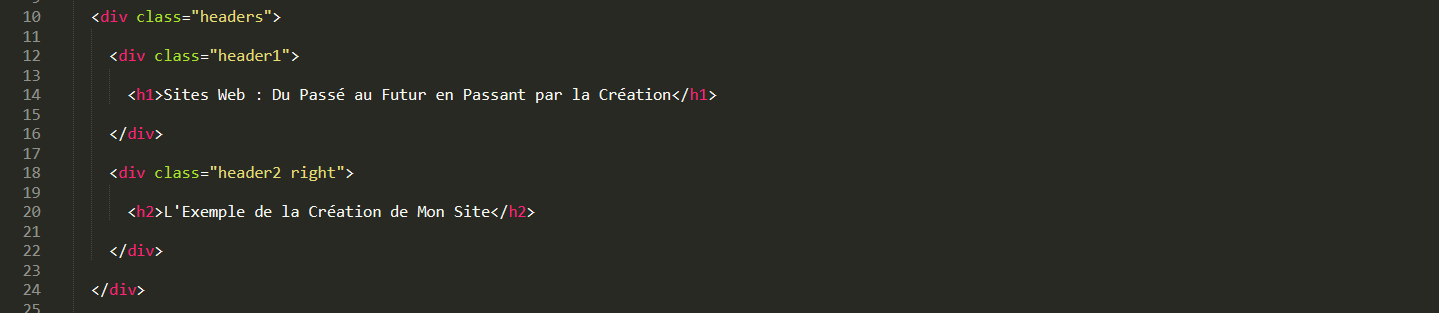 10 <div class="headers">
11
12 <div class="header1">
13
14 <h1>Sites Web : Du Passé au Futur en Passant par la Création</h1>
15
16 </div>
17
18 <div class="header2 right">
19
20 <h2>L'Exemple de la Création de Mon Site</h2>
21
22 </div>
23
24 </div>
25